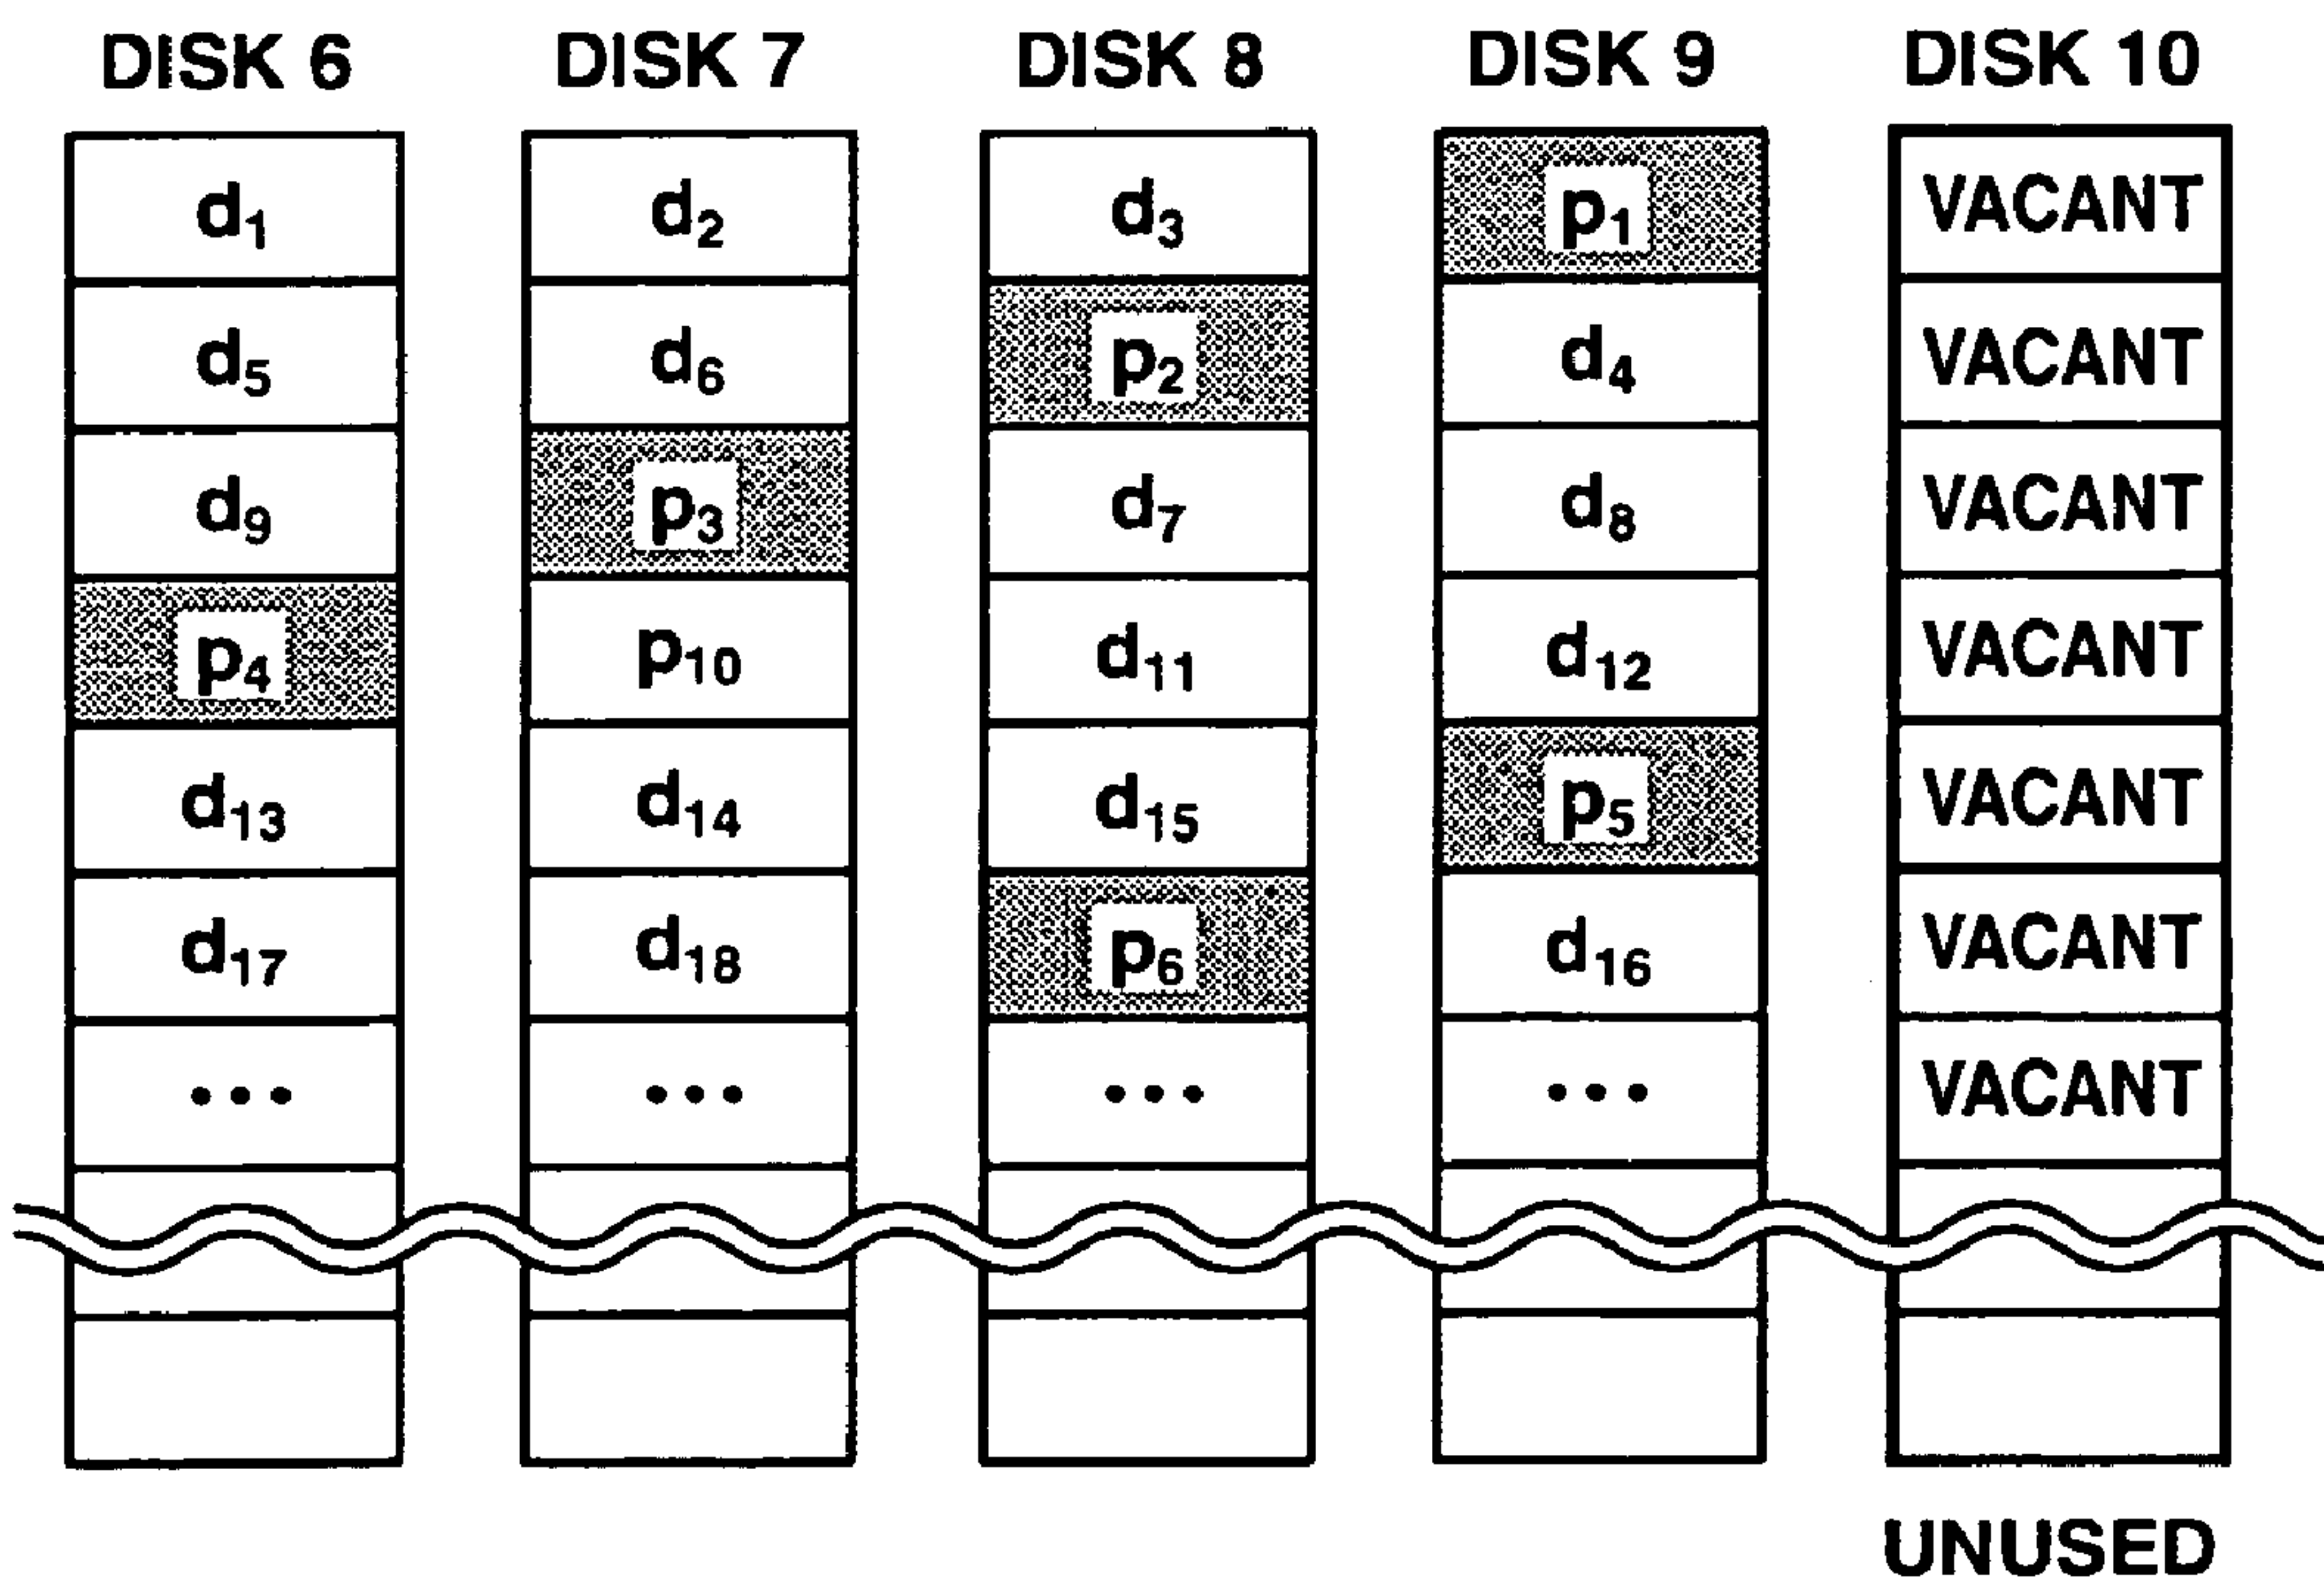 DISK 6 DISK 7 DISK 8 DISK 9 DISK 10
d₁ d₂ d₃ p₁ VACANT
d₅ d₆ p₂ d₄ VACANT
d₉ p₃ d₇ d₈ VACANT
p₄ p₁₀ d₁₁ d₁₂ VACANT
d₁₃ d₁₄ d₁₅ p₅ VACANT
d₁₇ d₁₈ p₆ d₁₆ VACANT
... ... ... ... VACANT
UNUSED